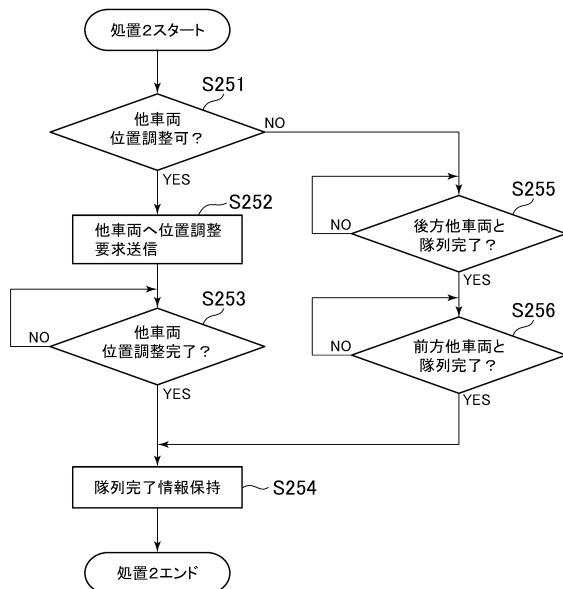 処置2スタート
S251
他車両
位置調整可?
NO
YES
S252
他車両へ位置調整
要求送信
S253
他車両
位置調整完了?
NO
YES
S255
後方他車両と
隊列完了?
NO
YES
S256
前方他車両と
隊列完了?
NO
YES
隊列完了情報保持
S254
処置2エンド